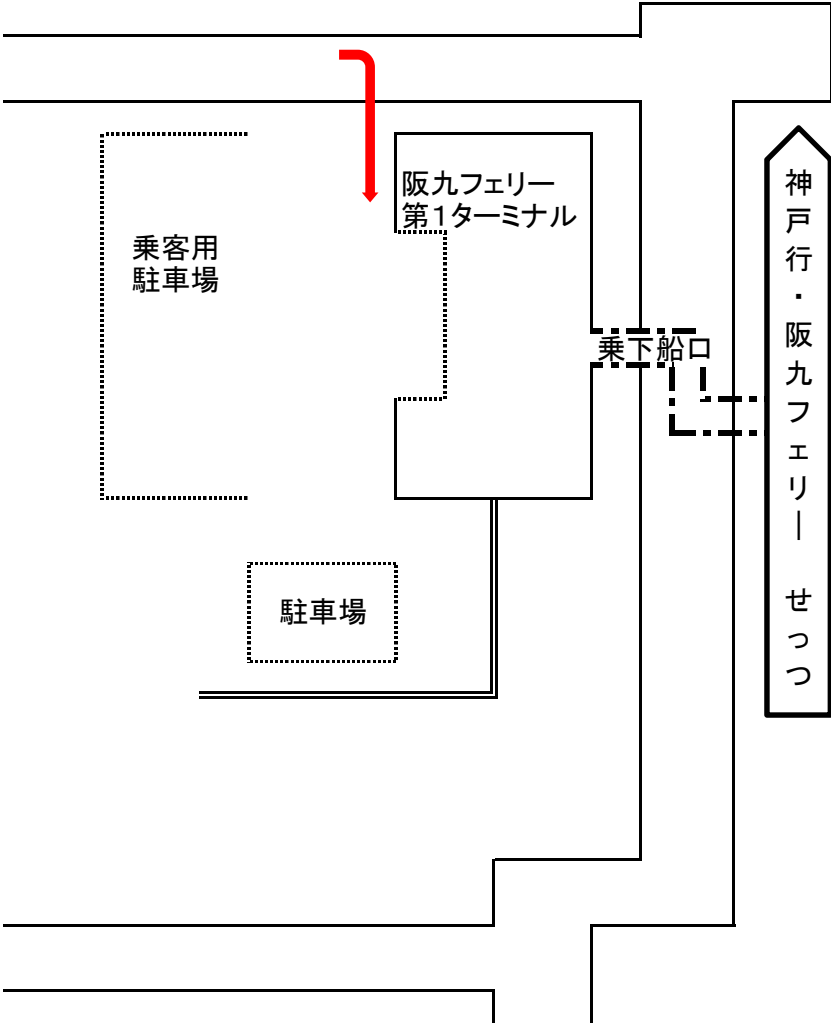 阪九フェリー
第1ターミナル
乗客用
駐車場
乗下船口
神戸行・阪九フェリー せっつ
駐車場